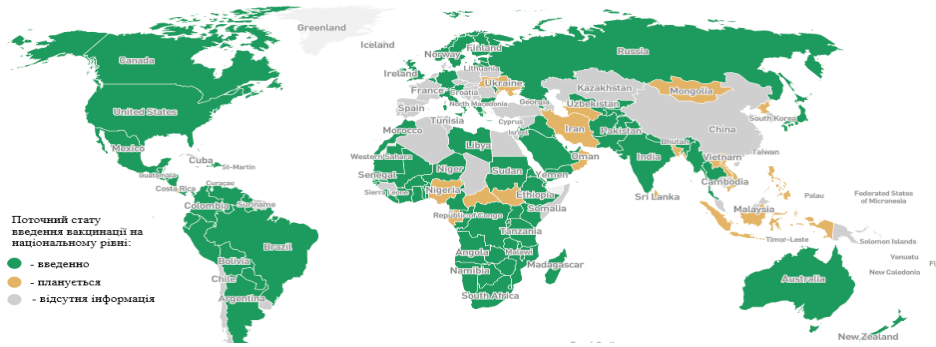 Greenland
Iceland
Finland
Norway
Russia
Canada
Lithuania
Ireland
Ukraine
France
Croatia
Kazakhstan
Mongolia
United States
Spain
North Macedonia
Georgia
Uzbekistan
South Korea
Tunisia
Cyprus
China
Morocco
Israel
Iran
Pakistan
Mexico
Libya
Bhutan
Taiwan
Cuba
Western Sahara
Oman
India
Vietnam
St-Martin
Niger
Sudan
Guatemala
Senegal
Yemen
Curaçao
Cambodia
Costa Rica
Sierra Leone
Nigeria
Ethiopia
Sri Lanka
Palau
Federated States
of Micronesia
Colombia
Suriname
Somalia
Malaysia
Republic of Congo
Поточний стату
введення вакцинації на
національному рівні:
Tanzania
Timor-Leste
Solomon Islands
Brazil
Angola
Malawi
Vanuatu
- введенно
Bolivia
Madagascar
Namibia
New Caledonia
Chile
Australia
- планується
Argentina
South Africa
- відсутня інформація
New Zealand